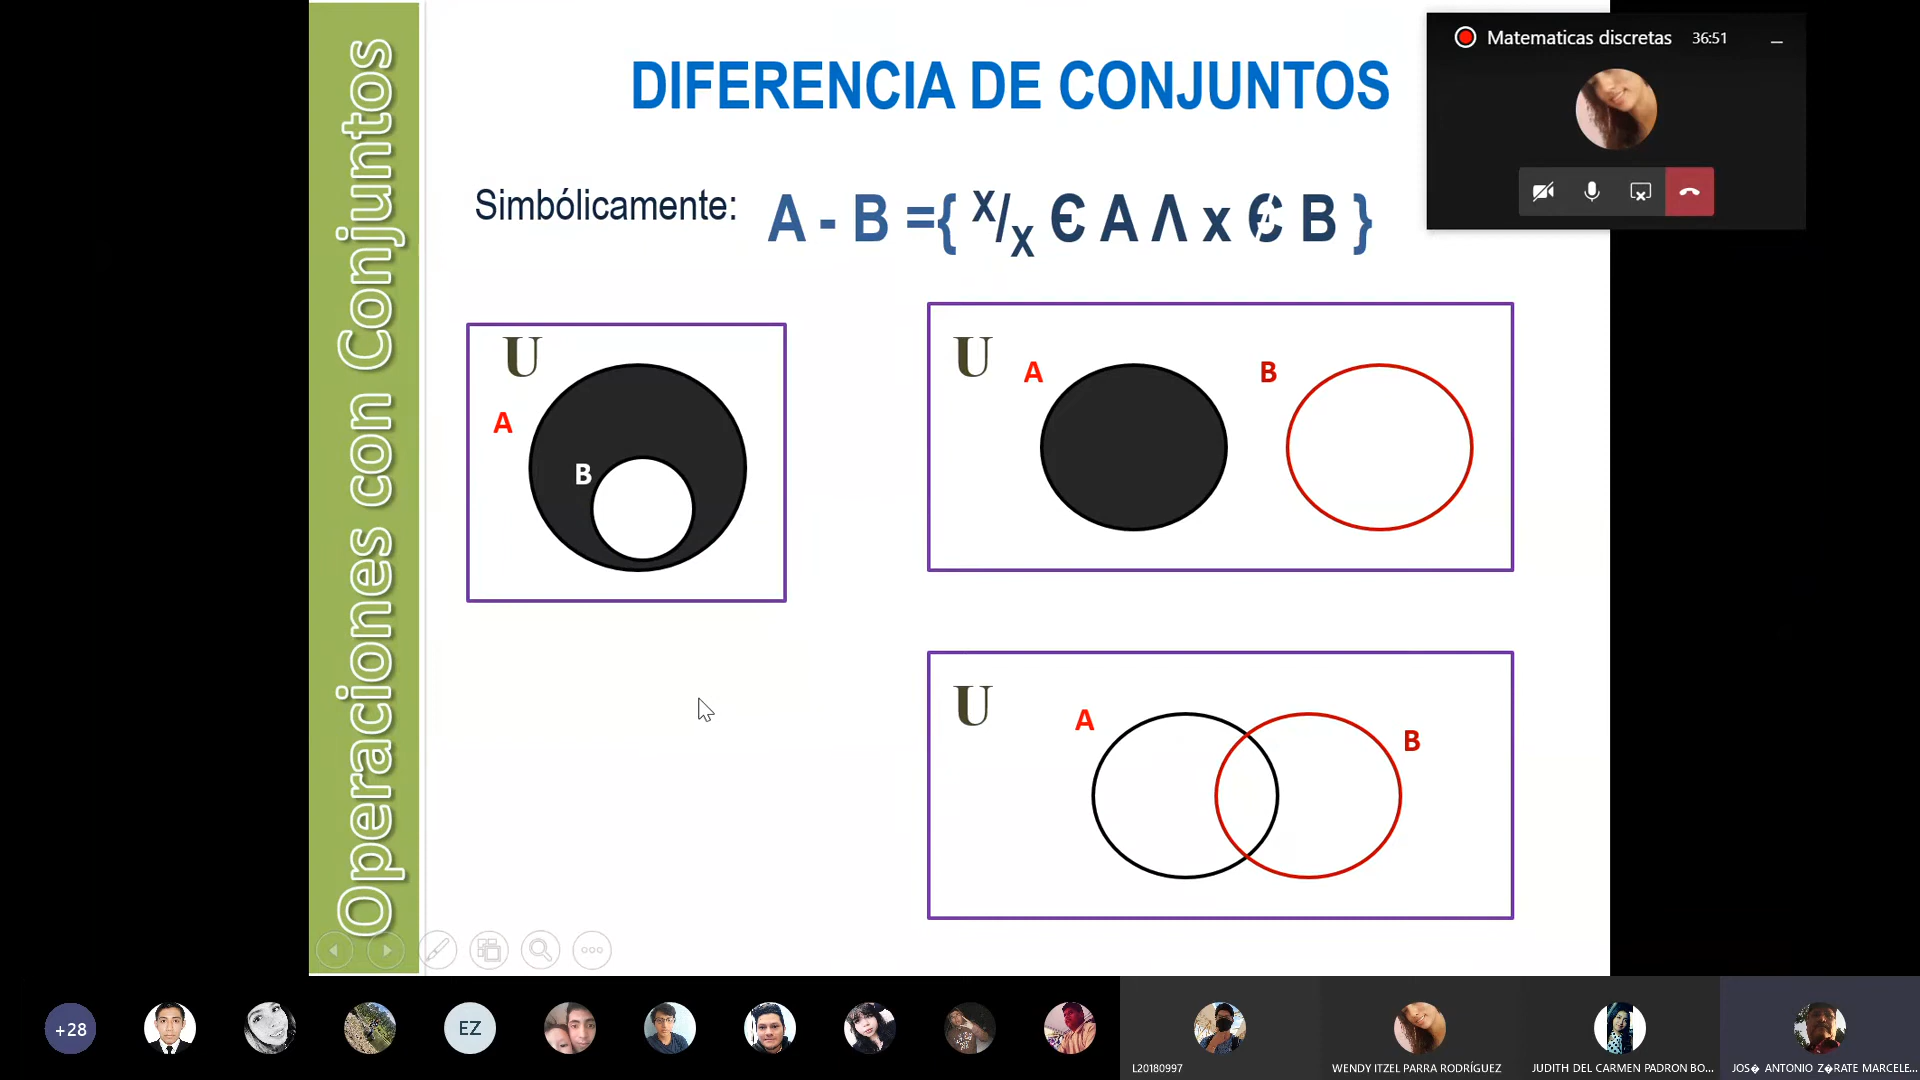 Operaciones con Conjuntos
DIFERENCIA DE CONJUNTOS
Simbólicamente: A - B ={ x/x Є A Λ x Є B }
U
A
B
U
A
B
U
A
B
Matematicas discretas 36:51
+28
EZ
L20180997
WENDY ITZEL PARRA RODRÍGUEZ
JUDITH DEL CARMEN PADRON BO...
JOS� ANTONIO Z�RATE MARCELE...